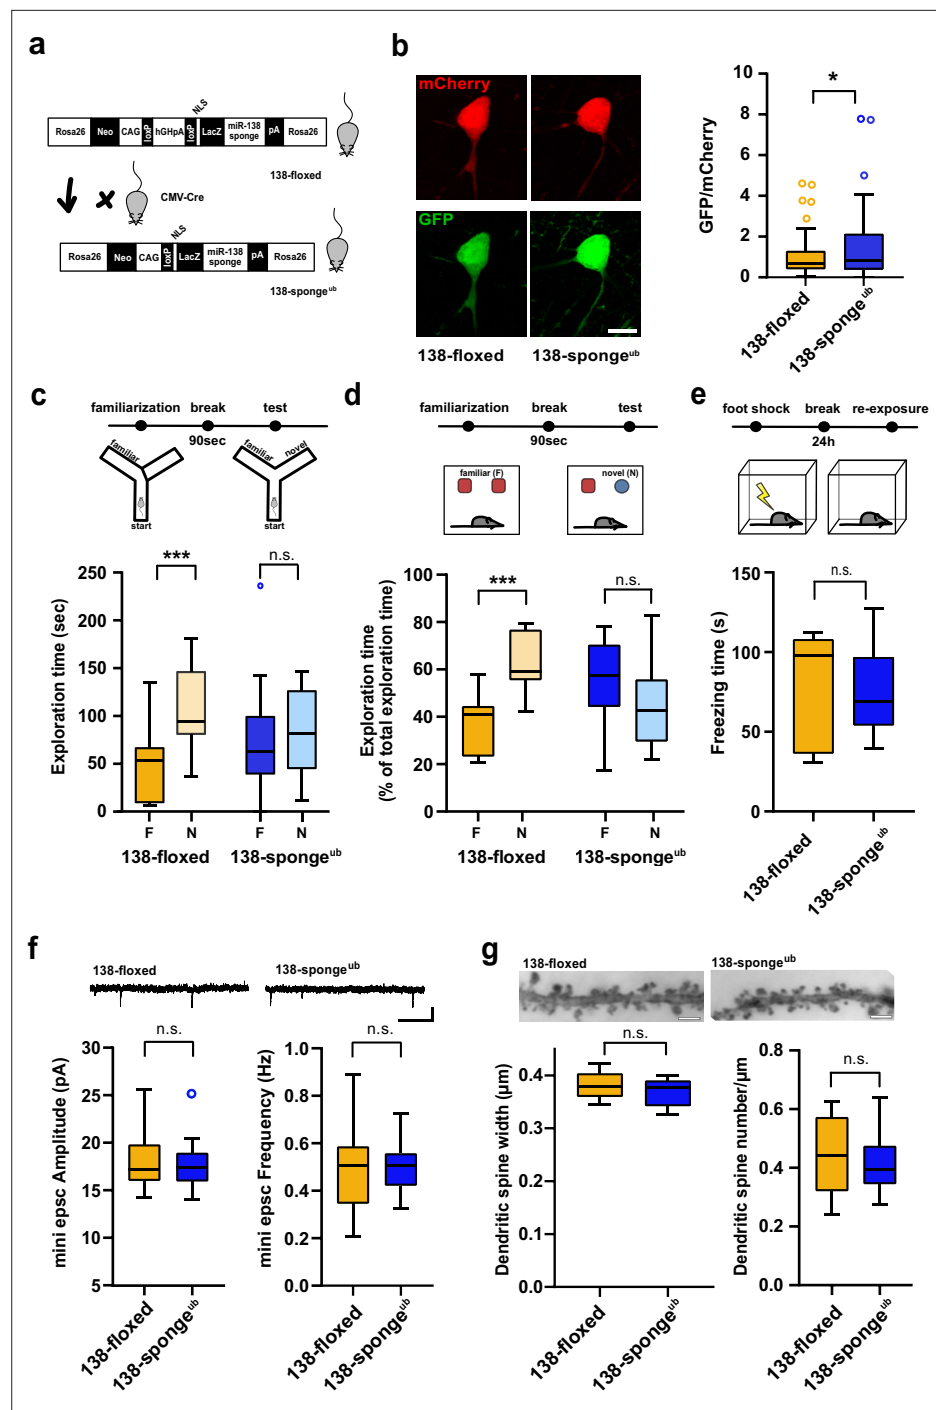 a
NLS
Rosa26 Neo CAG loxP hGHpA loxP LacZ miR-138 sponge pA Rosa26
138-floxed
CMV-Cre
NLS
Rosa26 Neo CAG loxP LacZ miR-138 sponge pA Rosa26
138-sponge^ub
b
mCherry
GFP
138-floxed 138-sponge^ub
GFP/mCherry
10
8
6
4
2
0
*
138-floxed
138-sponge^ub
c
familiarization break test
90sec
familiar
start
familiar novel
start
Exploration time (sec)
250
200
150
100
50
0
*** n.s.
F N F N
138-floxed 138-sponge^ub
d
familiarization break test
90sec
familiar (F)
novel (N)
Exploration time
(% of total exploration time)
100
80
60
40
20
0
*** n.s.
F N F N
138-floxed 138-sponge^ub
e
foot shock break re-exposure
24h
Freezing time (s)
150
100
50
0
n.s.
138-floxed
138-sponge^ub
f
138-floxed
138-sponge^ub
mini epsc Amplitude (pA)
30
25
20
15
10
5
n.s.
138-floxed
138-sponge^ub
mini epsc Frequency (Hz)
1.0
0.8
0.6
0.4
0.2
0.0
n.s.
138-floxed
138-sponge^ub
g
138-floxed
138-sponge^ub
Dendritic spine width (µm)
0.4
0.3
0.1
0.0
n.s.
138-floxed
138-sponge^ub
Dendritic spine number/µm
0.8
0.6
0.4
0.2
0.0
n.s.
138-floxed
138-sponge^ub